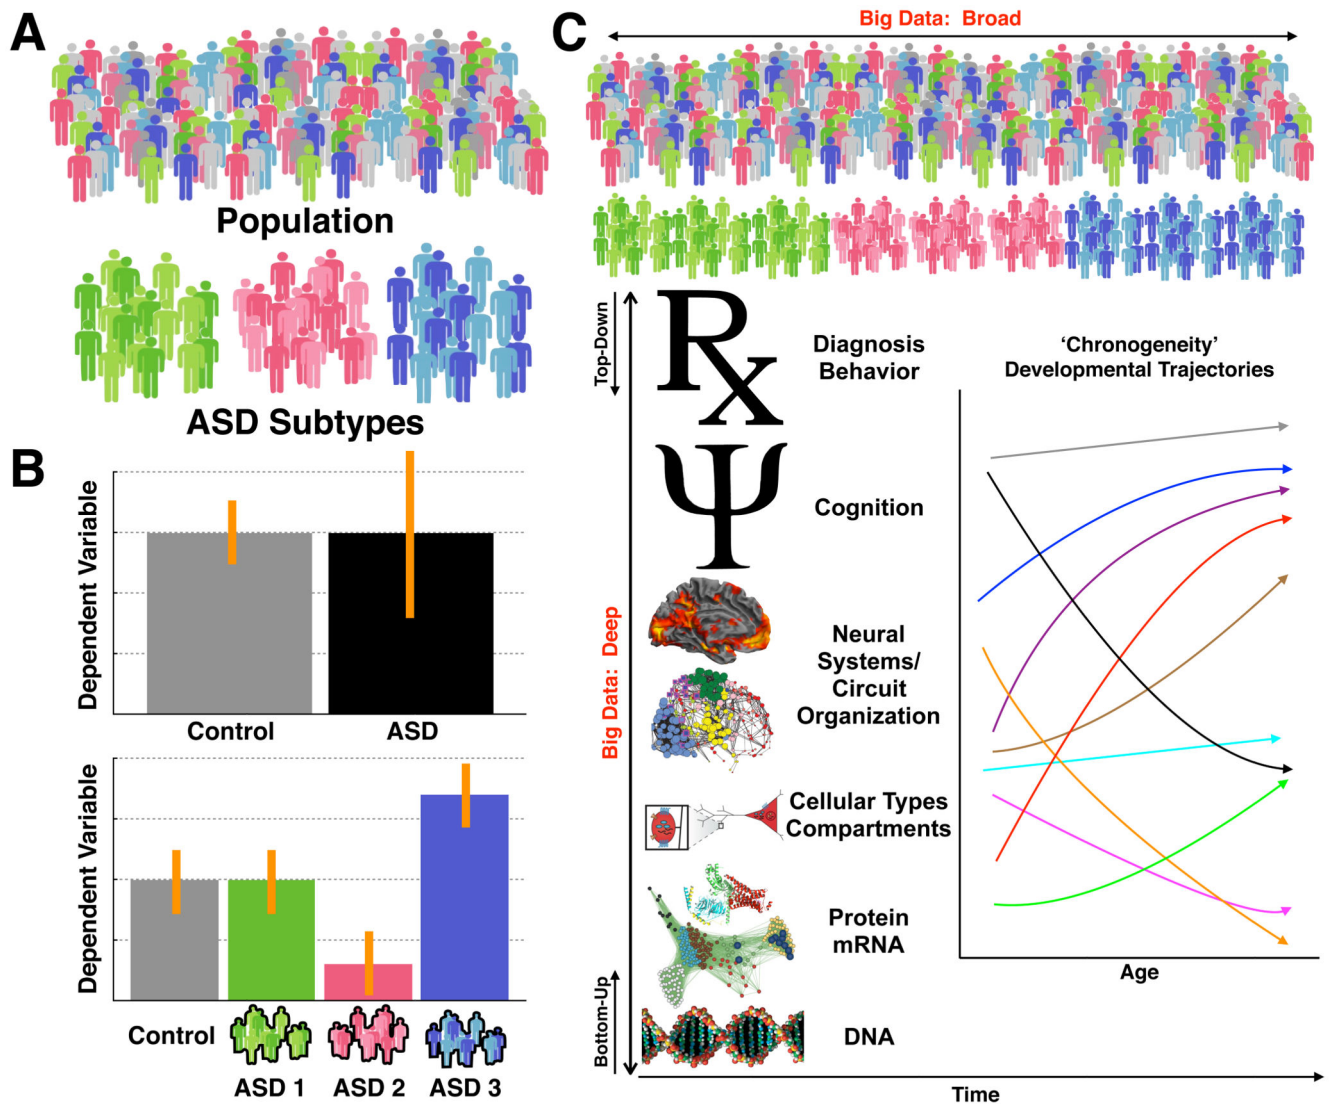 A
Population
ASD Subtypes
B
Dependent Variable
Control
ASD
Dependent Variable
Control
ASD 1
ASD 2
ASD 3
C
Big Data: Broad
Top-Down
Big Data: Deep
Bottom-Up
Rx
Diagnosis
Behavior
Ψ
Cognition
Neural
Systems/
Circuit
Organization
Cellular Types
Compartments
Protein
mRNA
DNA
‘Chronogeneity’
Developmental Trajectories
Age
Time